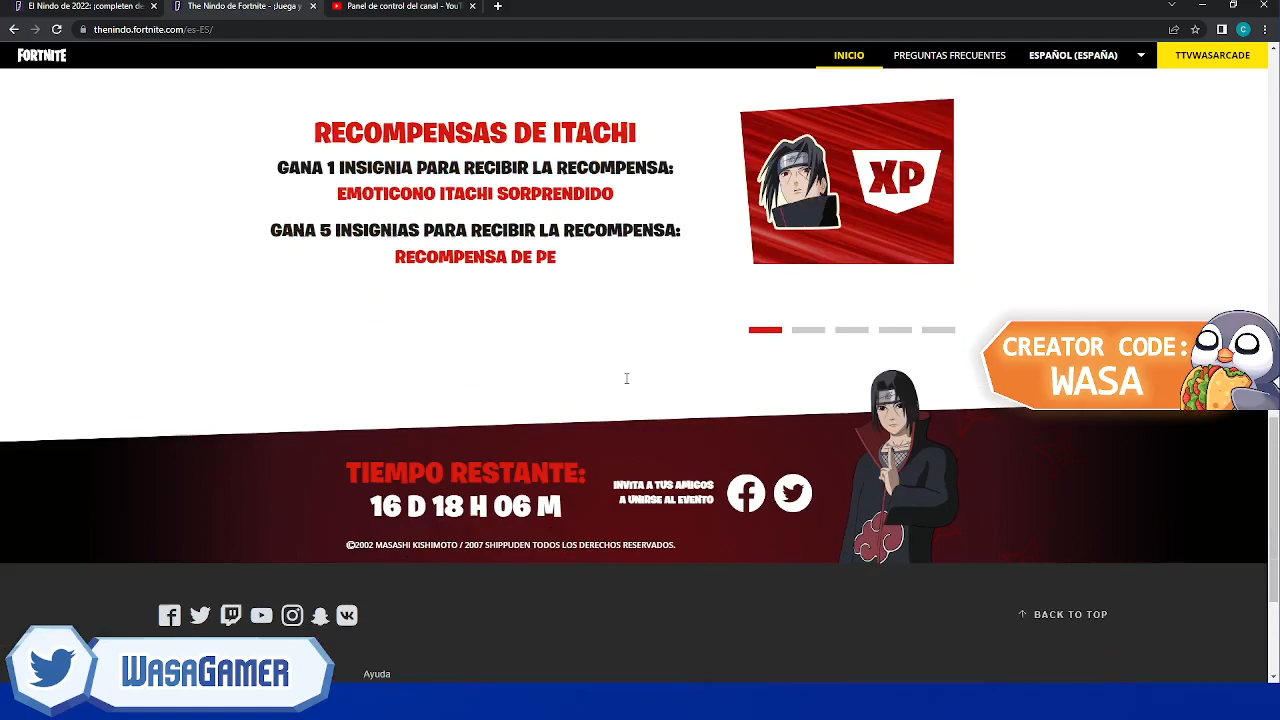 El Nindo de 2022: ¡completen de
The Nindo de Fortnite - ¡Juega y
Panel de control del canal - YouT
thenindo.fortnite.com/es-ES/
C
FORTNITE
INICIO
PREGUNTAS FRECUENTES
ESPAÑOL (ESPAÑA)
TTVWASARCADE
RECOMPENSAS DE ITACHI
GANA 1 INSIGNIA PARA RECIBIR LA RECOMPENSA:
EMOTICONO ITACHI SORPRENDIDO
GANA 5 INSIGNIAS PARA RECIBIR LA RECOMPENSA:
RECOMPENSA DE PE
XP
CREATOR CODE:
WASA
TIEMPO RESTANTE:
16 D 18 H 06 M
INVITA A TUS AMIGOS
A UNIRSE AL EVENTO
©2002 MASASHI KISHIMOTO / 2007 SHIPPUDEN TODOS LOS DERECHOS RESERVADOS.
BACK TO TOP
WASAGAMER
Ayuda